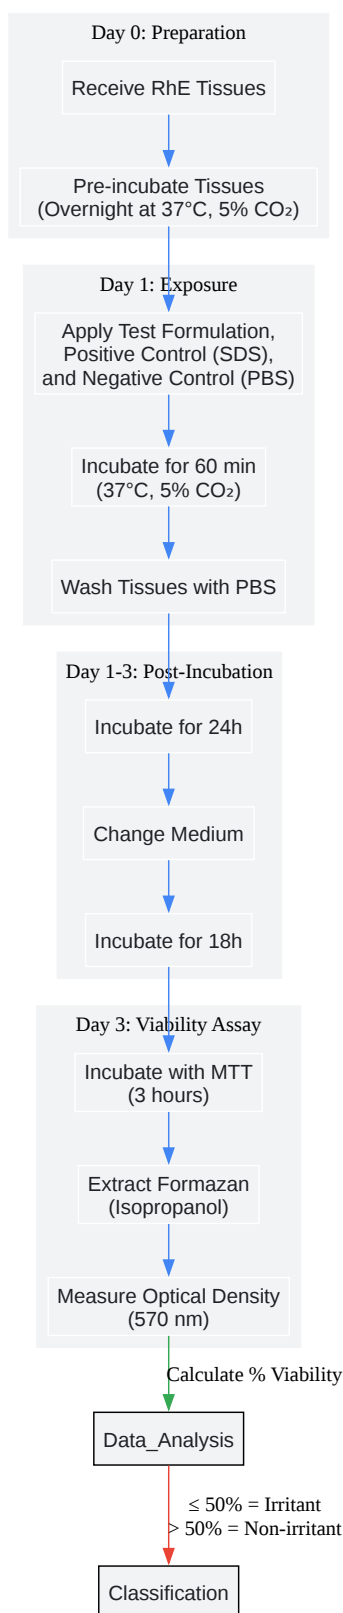 Day 0: Preparation
Receive RhE Tissues
Pre-incubate Tissues
(Overnight at 37°C, 5% CO₂)
Day 1: Exposure
Apply Test Formulation,
Positive Control (SDS),
and Negative Control (PBS)
Incubate for 60 min
(37°C, 5% CO₂)
Wash Tissues with PBS
Day 1-3: Post-Incubation
Incubate for 24h
Change Medium
Incubate for 18h
Day 3: Viability Assay
Incubate with MTT
(3 hours)
Extract Formazan
(Isopropanol)
Measure Optical Density
(570 nm)
Calculate % Viability
Data_Analysis
≤ 50% = Irritant
> 50% = Non-irritant
Classification